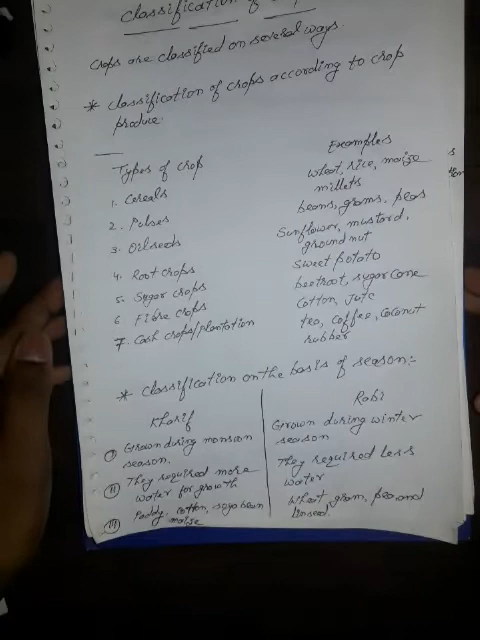 Classification of
Crops are classified on several ways.
* Classification of crops according to crop
produce:
Types of crop Examples
1. Cereals wheat, rice, maize
millets
2. Pulses beans, grams, peas
3. Oilseeds Sunflower, mustard,
groundnut
4. Root crops Sweet potato
5. Sugar crops beetroot, sugar cane
6 Fibre crops Cotton, Jute
7. Cash crops/plantation tea, coffee, coconut
rubber
* Classification on the basis of season:-
Kharif Rabi
(i) Grown during monsoon
season.
Grown during winter
season
(ii) They required more
water for growth
They required less
water
(iii) Paddy, cotton, soyabean
maize
Wheat, gram, pea and
linseed.